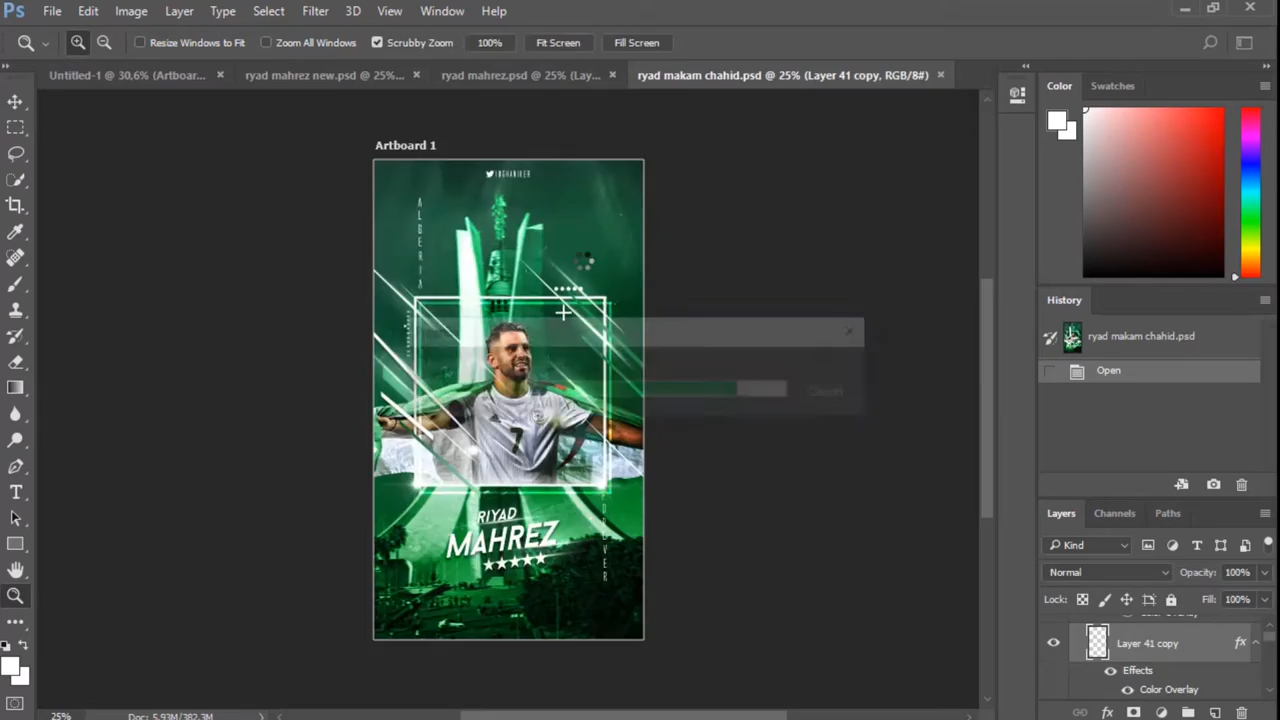 Ps File Edit Image Layer Type Select Filter 3D View Window Help
Resize Windows to Fit Zoom All Windows Scrubby Zoom 100% Fit Screen Fill Screen
Untitled-1 @ 30,6% (Artboar... × ryad mahrez new.psd @ 25%... × ryad mahrez.psd @ 25% (Lay... × ryad makam chahid.psd @ 25% (Layer 41 copy, RGB/8#) ×
Color Swatches
Artboard 1
ALGERIA
RIYAD
MAHREZ
History
ryad makam chahid.psd
Open
Cancel
Layers Channels Paths
Kind
Normal Opacity: 100%
Lock: Fill: 100%
Layer 41 copy fx
Effects
Color Overlay
25% Doc: 5,93M/382,3M